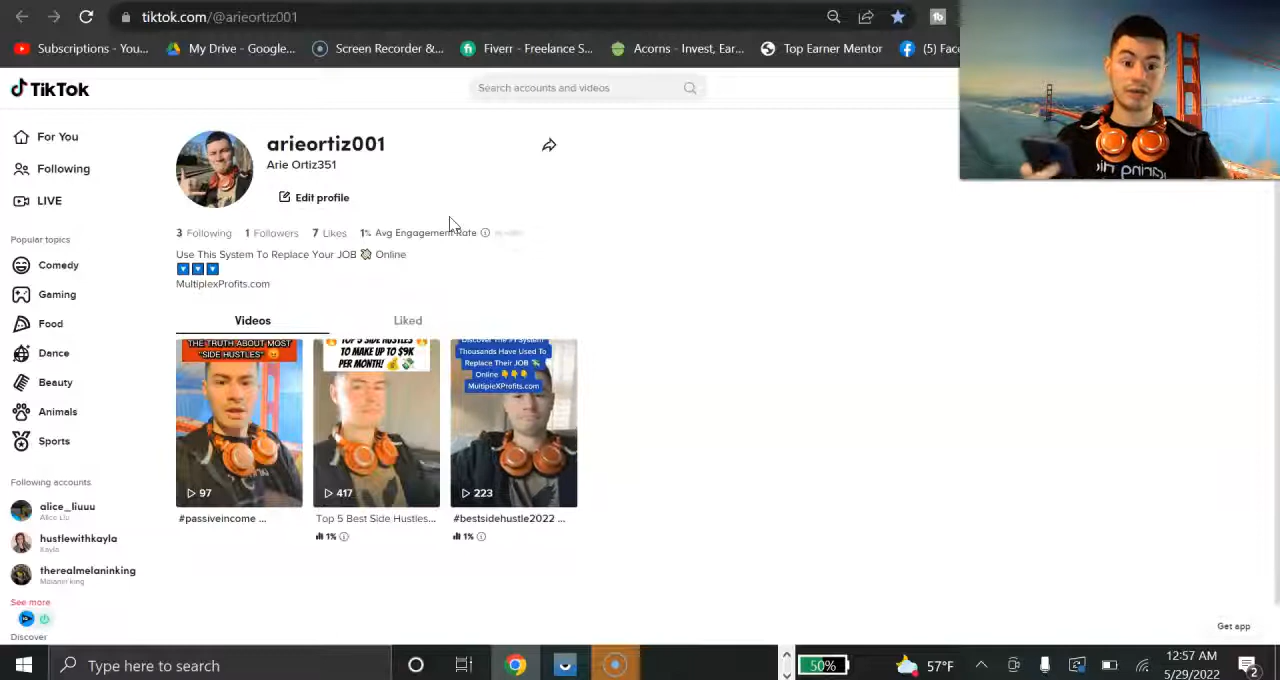 tiktok.com/@arieortiz001
Subscriptions - You...
My Drive - Google...
Screen Recorder &...
Fiverr - Freelance S...
Acorns - Invest, Ear...
Top Earner Mentor
(5) Fac
TikTok
Search accounts and videos
For You
Following
LIVE
Popular topics
Comedy
Gaming
Food
Dance
Beauty
Animals
Sports
Following accounts
alice_liuuu
Alice Liu
hustlewithkayla
Kayla
therealmelaninking
See more
Discover
arieortiz001
Arie Ortiz351
Edit profile
3 Following 1 Followers 7 Likes 1% Avg Engagement Rate
Use This System To Replace Your JOB 💸 Online
🔽🔽🔽
MultiplexProfits.com
Videos
Liked
THE TRUTH ABOUT MOST
"SIDE HUSTLES" 😡
97
#passiveincome ...
🔥 TOP 5 SIDE HUSTLES 🔥
TO MAKE UP TO $9K
PER MONTH! 💰💸
417
Top 5 Best Side Hustles...
1%
Thousands Have Used To
Replace Their JOB 💸
Online 👇👇👇
MultipleXProfits.com
223
#bestsidehustle2022 ...
1%
Get app
Type here to search
50%
57°F
12:57 AM
5/29/2022
2